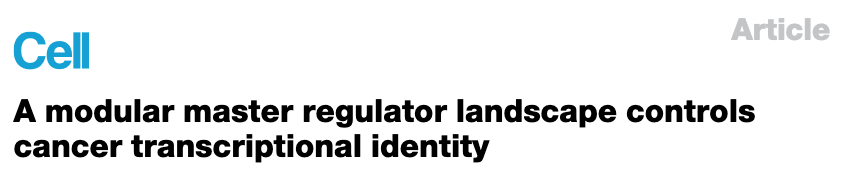 Article
Cell
A modular master regulator landscape controls
cancer transcriptional identity